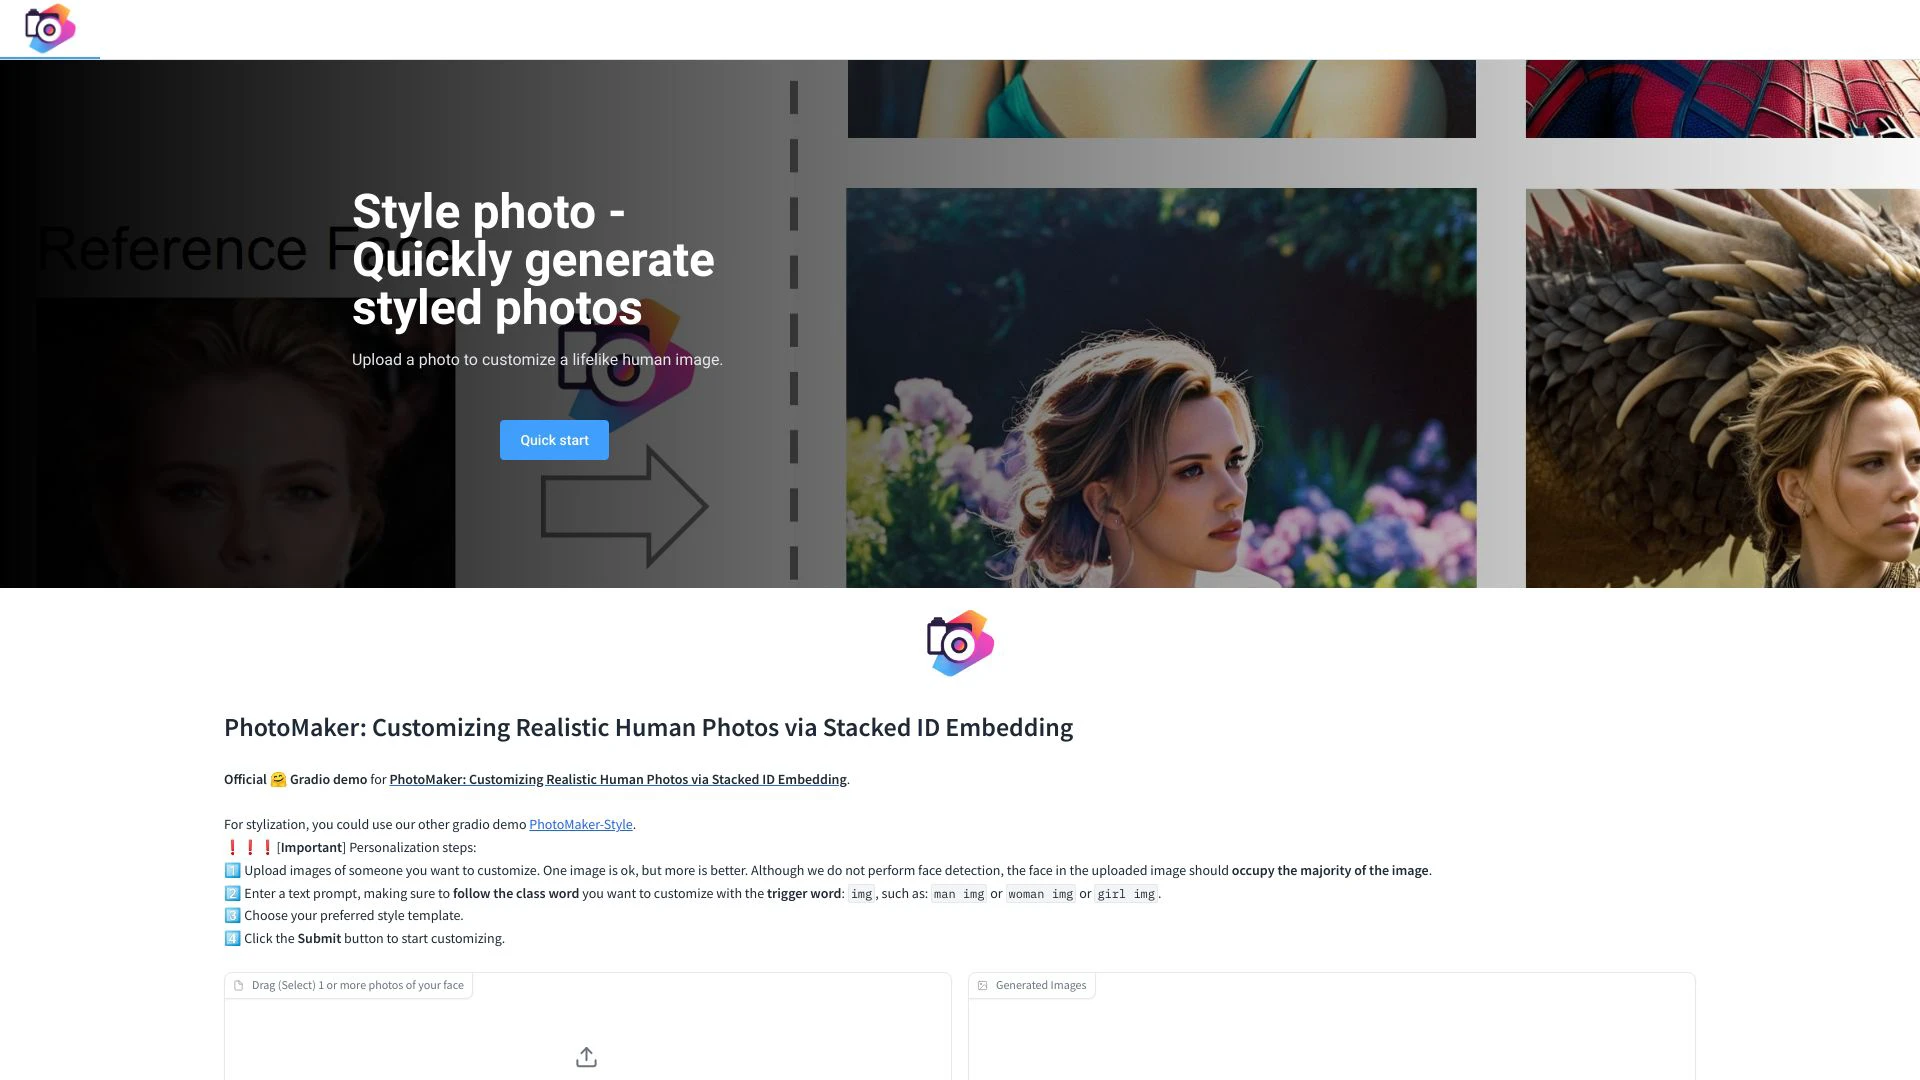 Reference Face
Style photo -
Quickly generate
styled photos
Upload a photo to customize a lifelike human image.
Quick start
PhotoMaker: Customizing Realistic Human Photos via Stacked ID Embedding
Official 🤗 Gradio demo for PhotoMaker: Customizing Realistic Human Photos via Stacked ID Embedding.
For stylization, you could use our other gradio demo PhotoMaker-Style.
❗️❗️❗️[Important] Personalization steps:
1️⃣ Upload images of someone you want to customize. One image is ok, but more is better. Although we do not perform face detection, the face in the uploaded image should occupy the majority of the image.
2️⃣ Enter a text prompt, making sure to follow the class word you want to customize with the trigger word: img, such as: man img or woman img or girl img.
3️⃣ Choose your preferred style template.
4️⃣ Click the Submit button to start customizing.
Drag (Select) 1 or more photos of your face
Generated Images